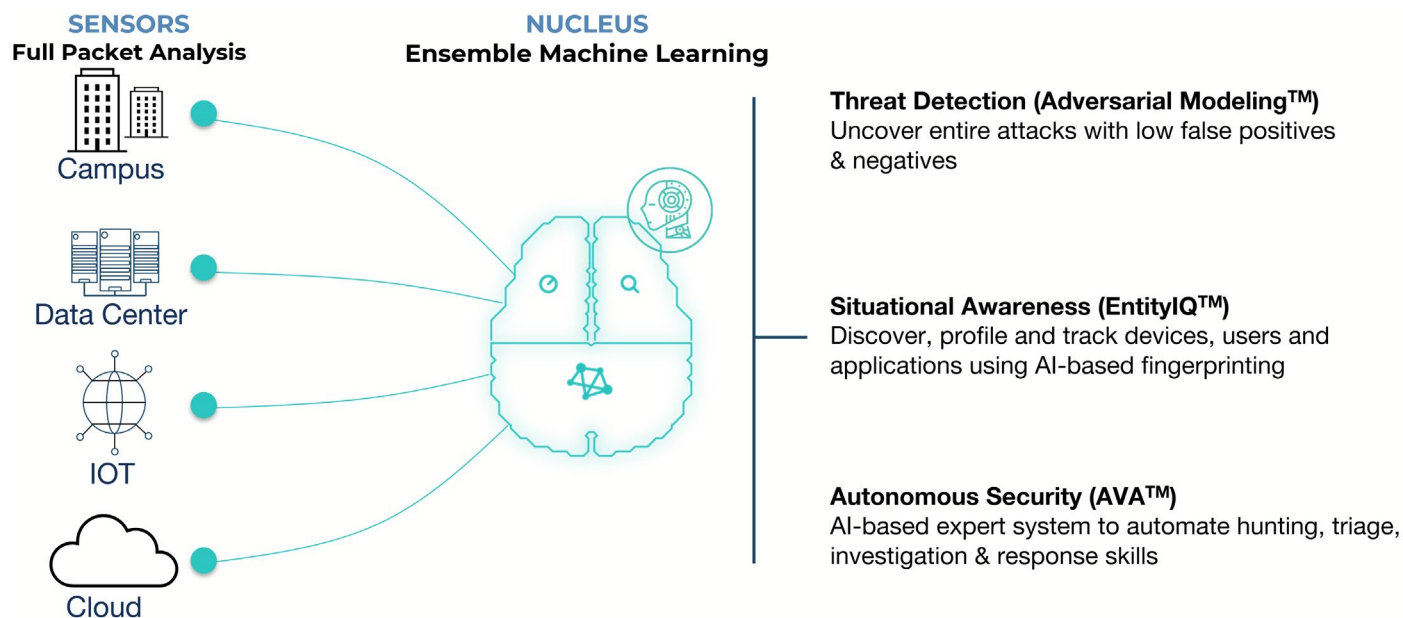 SENSORS
Full Packet Analysis
Campus
Data Center
IOT
Cloud
NUCLEUS
Ensemble Machine Learning
Threat Detection (Adversarial Modeling™)
Uncover entire attacks with low false positives
& negatives
Situational Awareness (EntityIQ™)
Discover, profile and track devices, users and
applications using AI-based fingerprinting
Autonomous Security (AVA™)
AI-based expert system to automate hunting, triage,
investigation & response skills